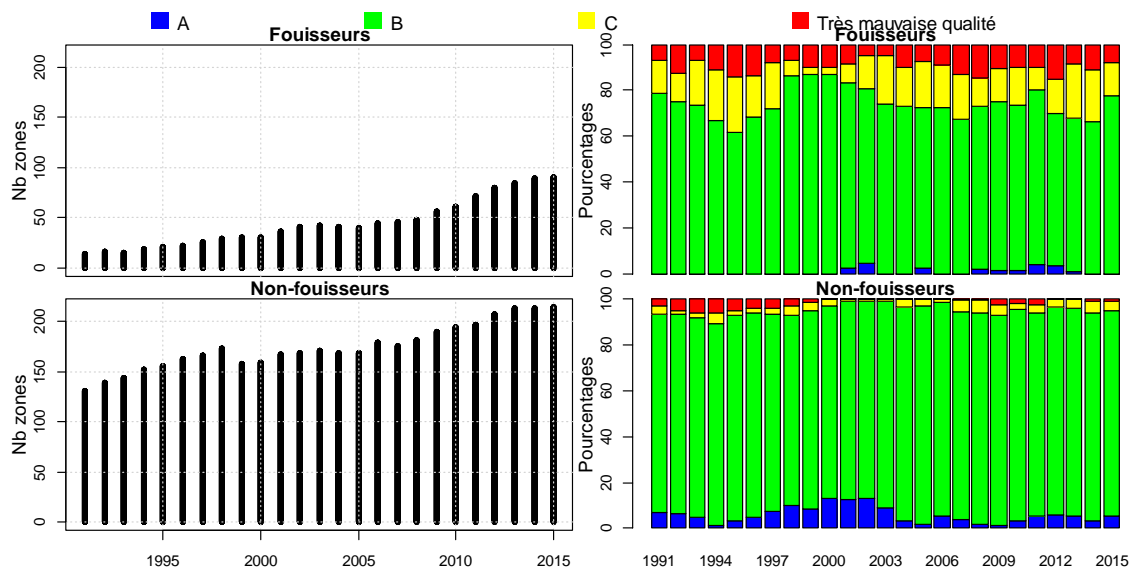 A B C Très mauvaise qualité
Fouisseurs
Nb zones
0 50 100 150 200
Fouisseurs
Pourcentages
0 20 40 60 80 100
Non-fouisseurs
Nb zones
0 50 100 150 200
1995 2000 2005 2010 2015
Non-fouisseurs
Pourcentages
0 20 40 60 80 100
1991 1994 1997 2000 2003 2006 2009 2012 2015